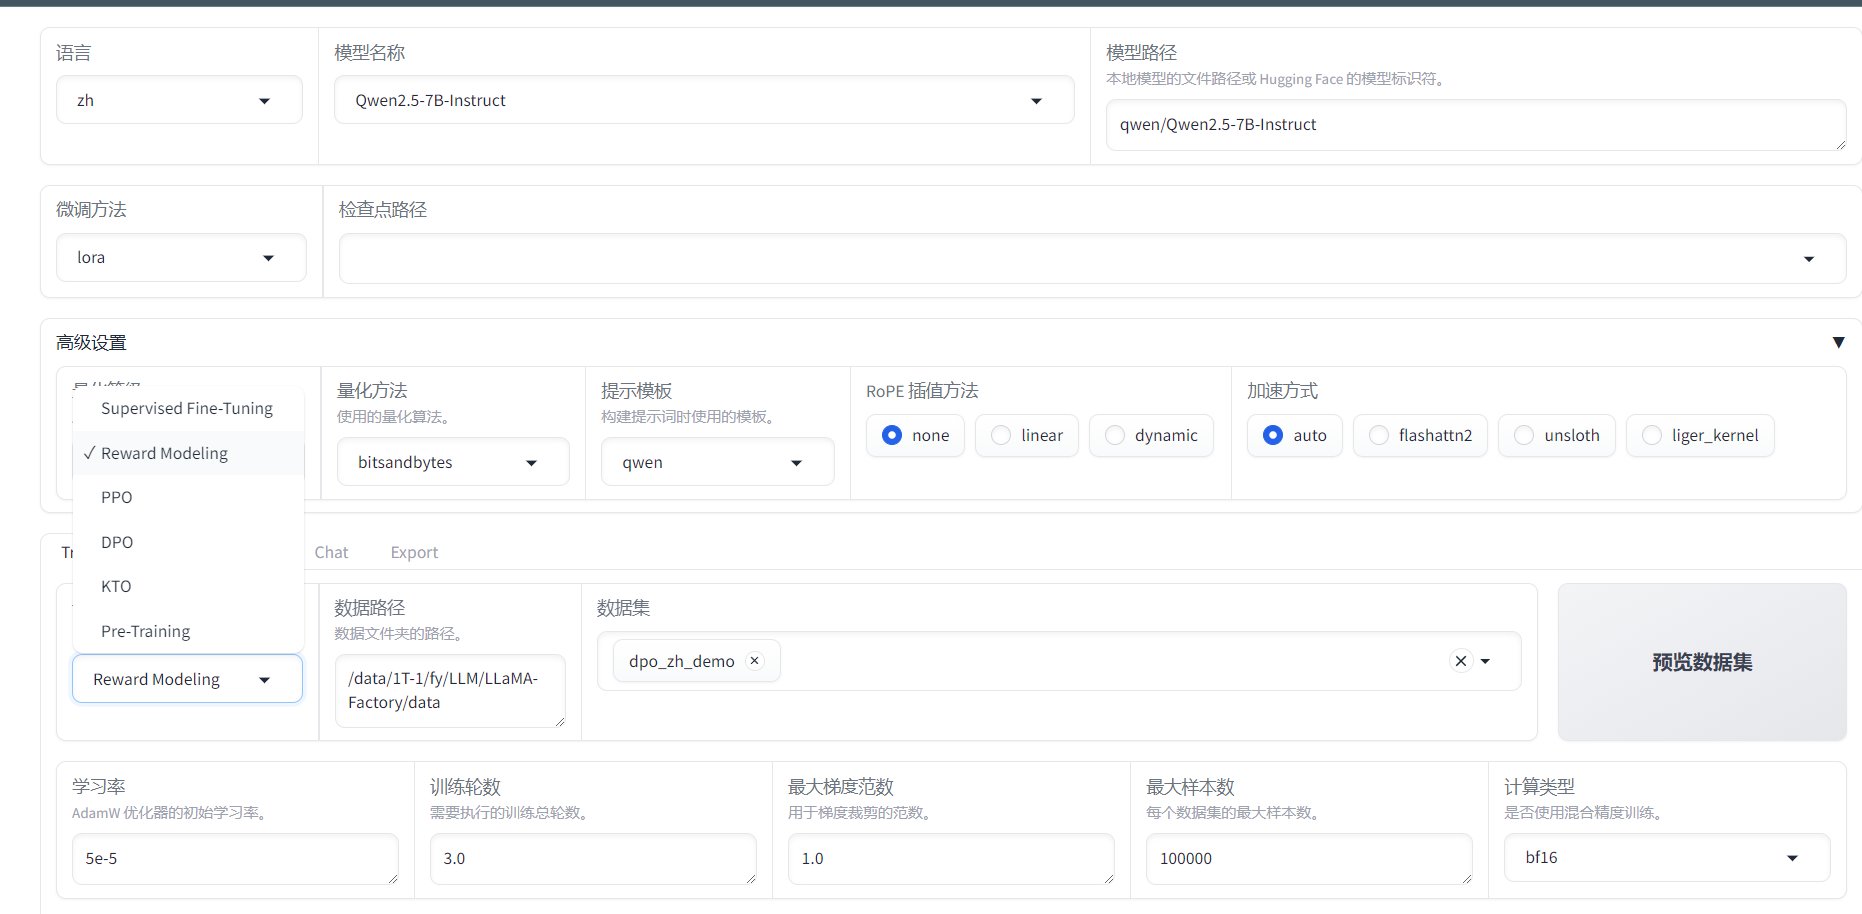 语言
模型名称
模型路径
本地模型的文件路径或 Hugging Face 的模型标识符。
zh
Qwen2.5-7B-Instruct
qwen/Qwen2.5-7B-Instruct
微调方法
检查点路径
lora
高级设置
量化方法
提示模板
RoPE 插值方法
加速方式
使用的量化算法。
构建提示词时使用的模板。
none
linear
dynamic
auto
flashattn2
unsloth
liger_kernel
bitsandbytes
qwen
Supervised Fine-Tuning
✓ Reward Modeling
PPO
DPO
KTO
Pre-Training
Chat
Export
数据路径
数据集
数据文件夹的路径。
Reward Modeling
/data/1T-1/fy/LLM/LLaMA-
Factory/data
dpo_zh_demo
预览数据集
学习率
训练轮数
最大梯度范数
最大样本数
计算类型
AdamW 优化器的初始学习率。
需要执行的训练总轮数。
用于梯度裁剪的范数。
每个数据集的最大样本数。
是否使用混合精度训练。
5e-5
3.0
1.0
100000
bf16